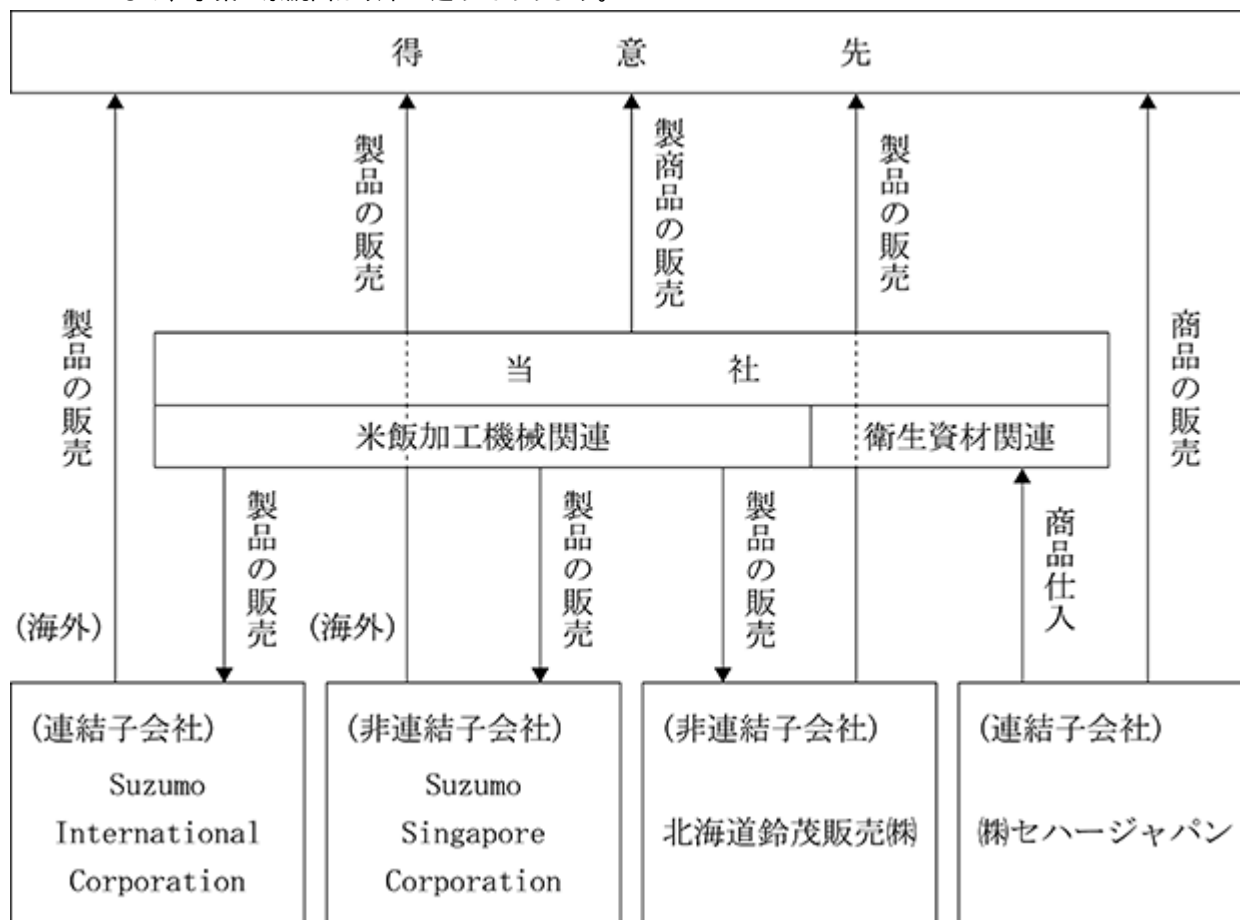 得意先
製品の販売
製品の販売
製商品の販売
製品の販売
商品の販売
当社
米飯加工機械関連
衛生資材関連
製品の販売
製品の販売
製品の販売
商品仕入
(海外)
(海外)
(連結子会社)
Suzumo
International
Corporation
(非連結子会社)
Suzumo
Singapore
Corporation
(非連結子会社)
北海道鈴茂販売㈱
(連結子会社)
㈱セハージャパン